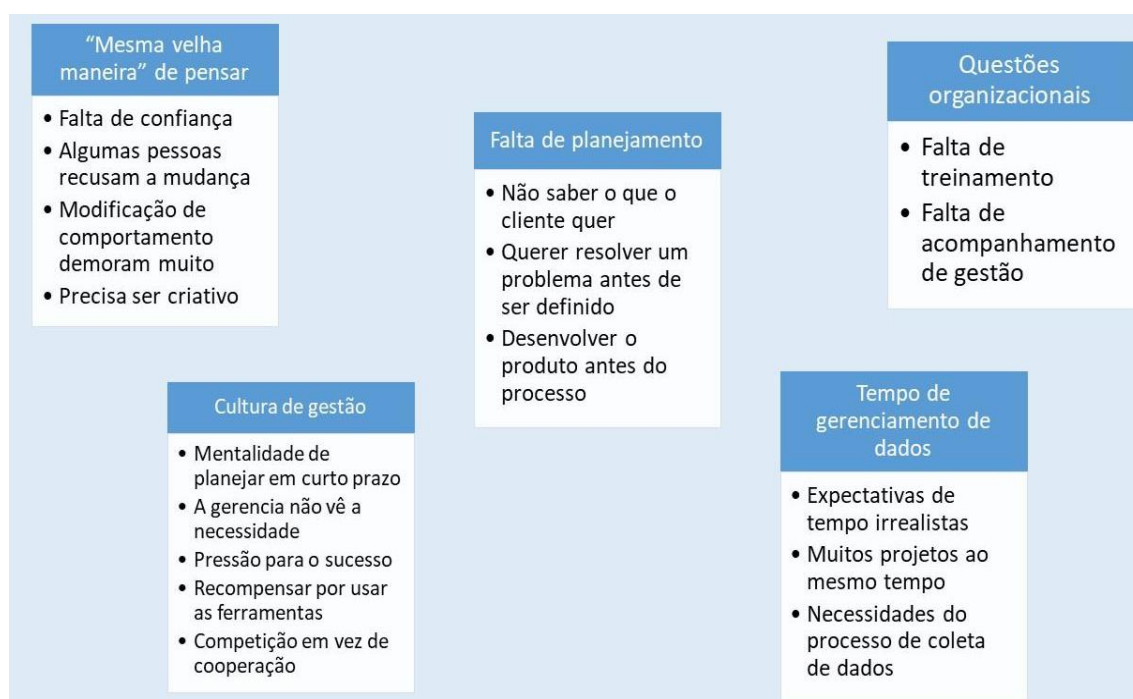 “Mesma velha
maneira” de pensar
• Falta de confiança
• Algumas pessoas
recusam a mudança
• Modificação de
comportamento
demoram muito
• Precisa ser criativo
Falta de planejamento
• Não saber o que o
cliente quer
• Querer resolver um
problema antes de
ser definido
• Desenvolver o
produto antes do
processo
Questões
organizacionais
• Falta de
treinamento
• Falta de
acompanhamento
de gestão
Cultura de gestão
• Mentalidade de
planejar em curto prazo
• A gerencia não vê a
necessidade
• Pressão para o sucesso
• Recompensar por usar
as ferramentas
• Competição em vez de
cooperação
Tempo de
gerenciamento de
dados
• Expectativas de
tempo irrealistas
• Muitos projetos ao
mesmo tempo
• Necessidades do
processo de coleta
de dados